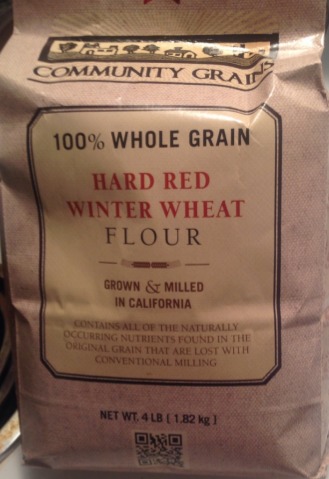 COMMUNITY GRAINS
100% WHOLE GRAIN
HARD RED
WINTER WHEAT
FLOUR
GROWN & MILLED
IN CALIFORNIA
CONTAINS ALL OF THE NATURALLY
OCCURRING NUTRIENTS FOUND IN THE
ORIGINAL GRAIN THAT ARE LOST WITH
CONVENTIONAL MILLING
NET WT. 4 LB ( 1.82 kg )